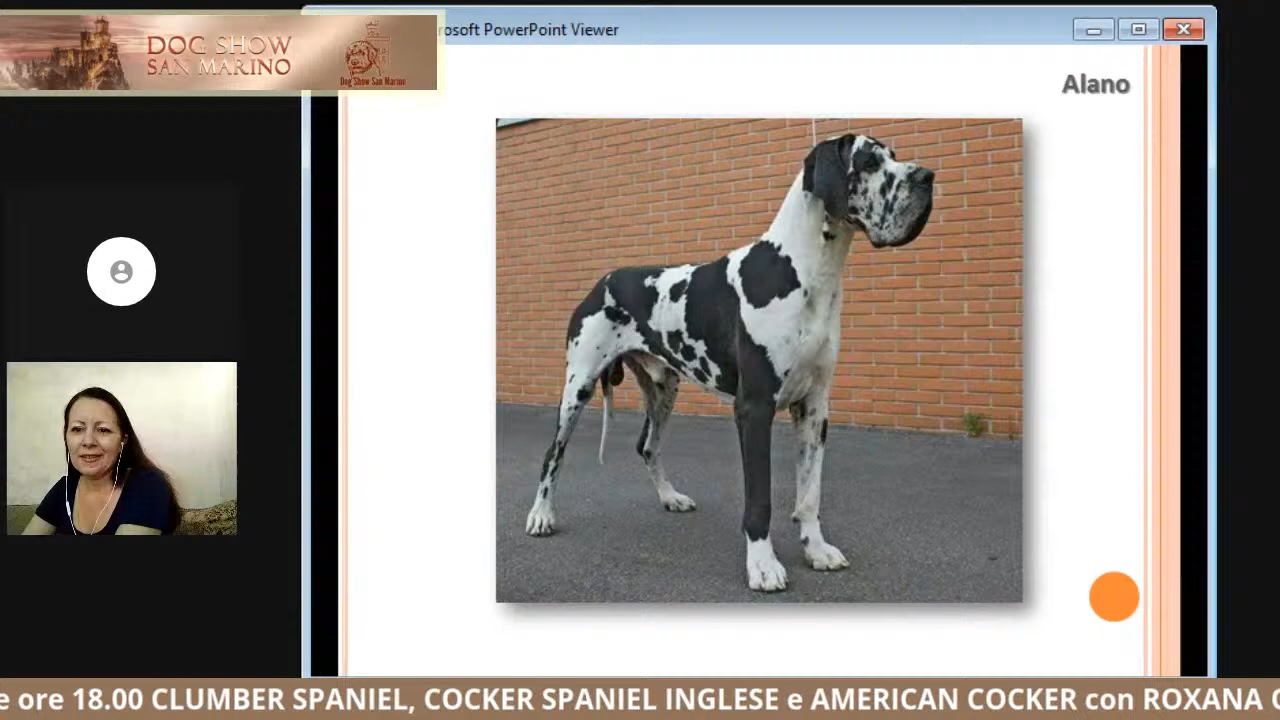 DOG SHOW
SAN MARINO
Dog Show San Marino
rosoft PowerPoint Viewer
Alano
e ore 18.00 CLUMBER SPANIEL, COCKER SPANIEL INGLESE e AMERICAN COCKER con ROXANA